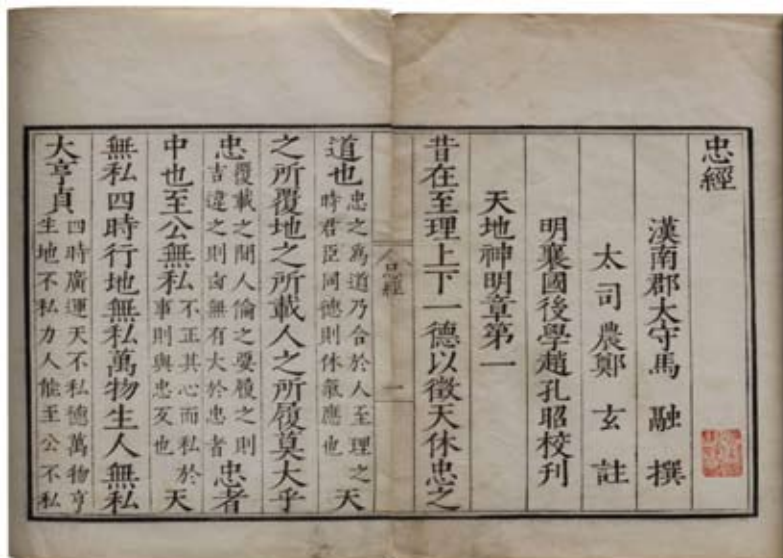 忠經
漢南郡太守馬融撰
太司農鄭玄註
明襄國後學趙孔昭校刊
天地神明章第一
昔在至理上下一德以徵天休忠之
忠經 一
道也忠之爲道乃合於人至理之時君臣同德則休氣應也天
之所覆地之所載人之所履莫大乎
忠覆載之間人倫之要履之則吉違之則凶無有大於忠者忠者
中也至公無私不正其心而私於事則與忠反也天
無私四時行地無私萬物生人無私
大亨貞四時廣運天不私德萬物亨生地不私力人能至公不私